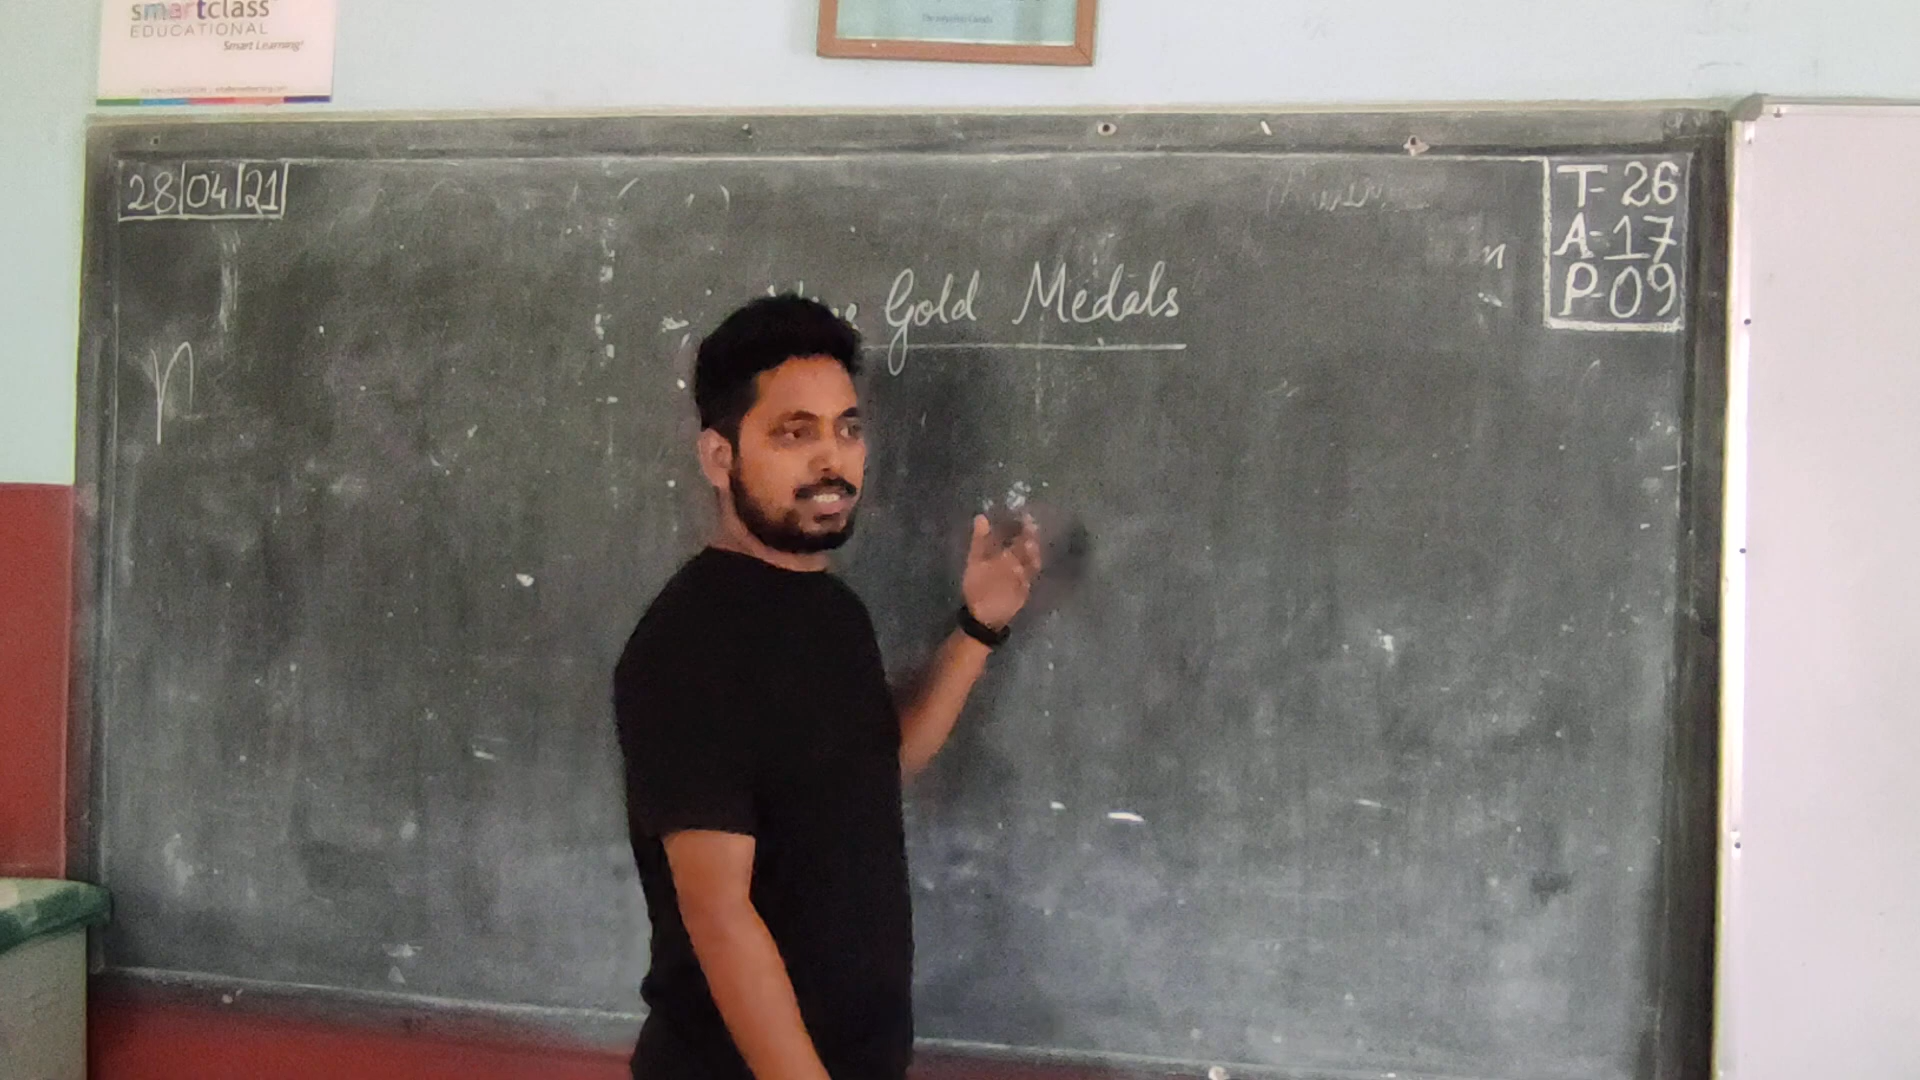 smartclass
EDUCATIONAL
Smart Learning
28|04|21
T- 26
A-17
P-09
Gold Medals
n
n